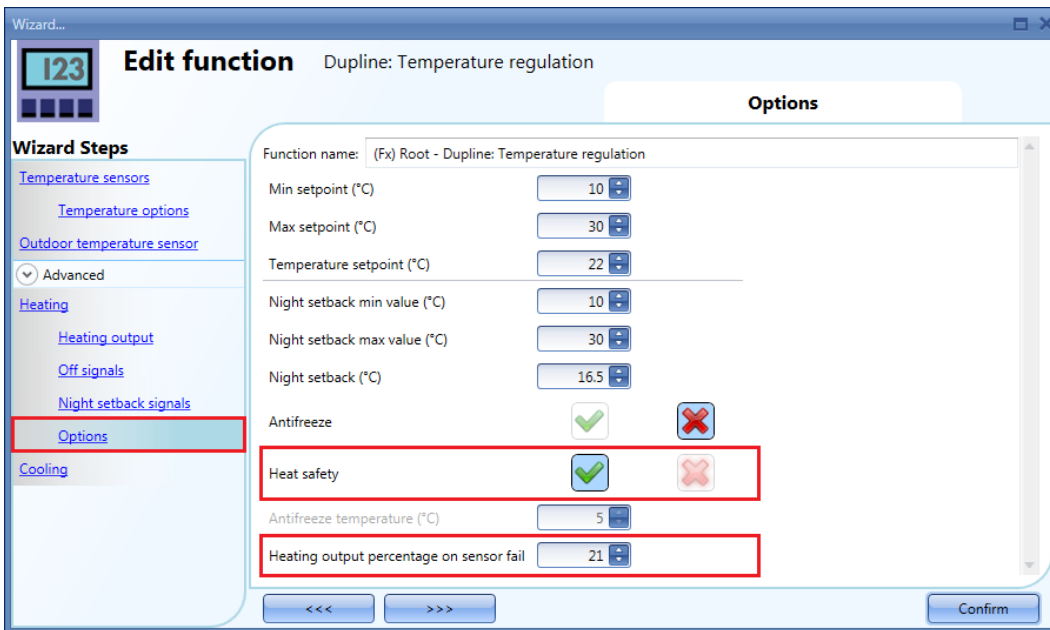 Wizard...
123
Edit function Dupline: Temperature regulation
Options
Wizard Steps
Temperature sensors
Temperature options
Outdoor temperature sensor
Advanced
Heating
Heating output
Off signals
Night setback signals
Options
Cooling
Function name: (Fx) Root - Dupline: Temperature regulation
Min setpoint (°C) 10
Max setpoint (°C) 30
Temperature setpoint (°C) 22
Night setback min value (°C) 10
Night setback max value (°C) 30
Night setback (°C) 16.5
Antifreeze
Heat safety
Antifreeze temperature (°C) 5
Heating output percentage on sensor fail 21
<<< >>> Confirm